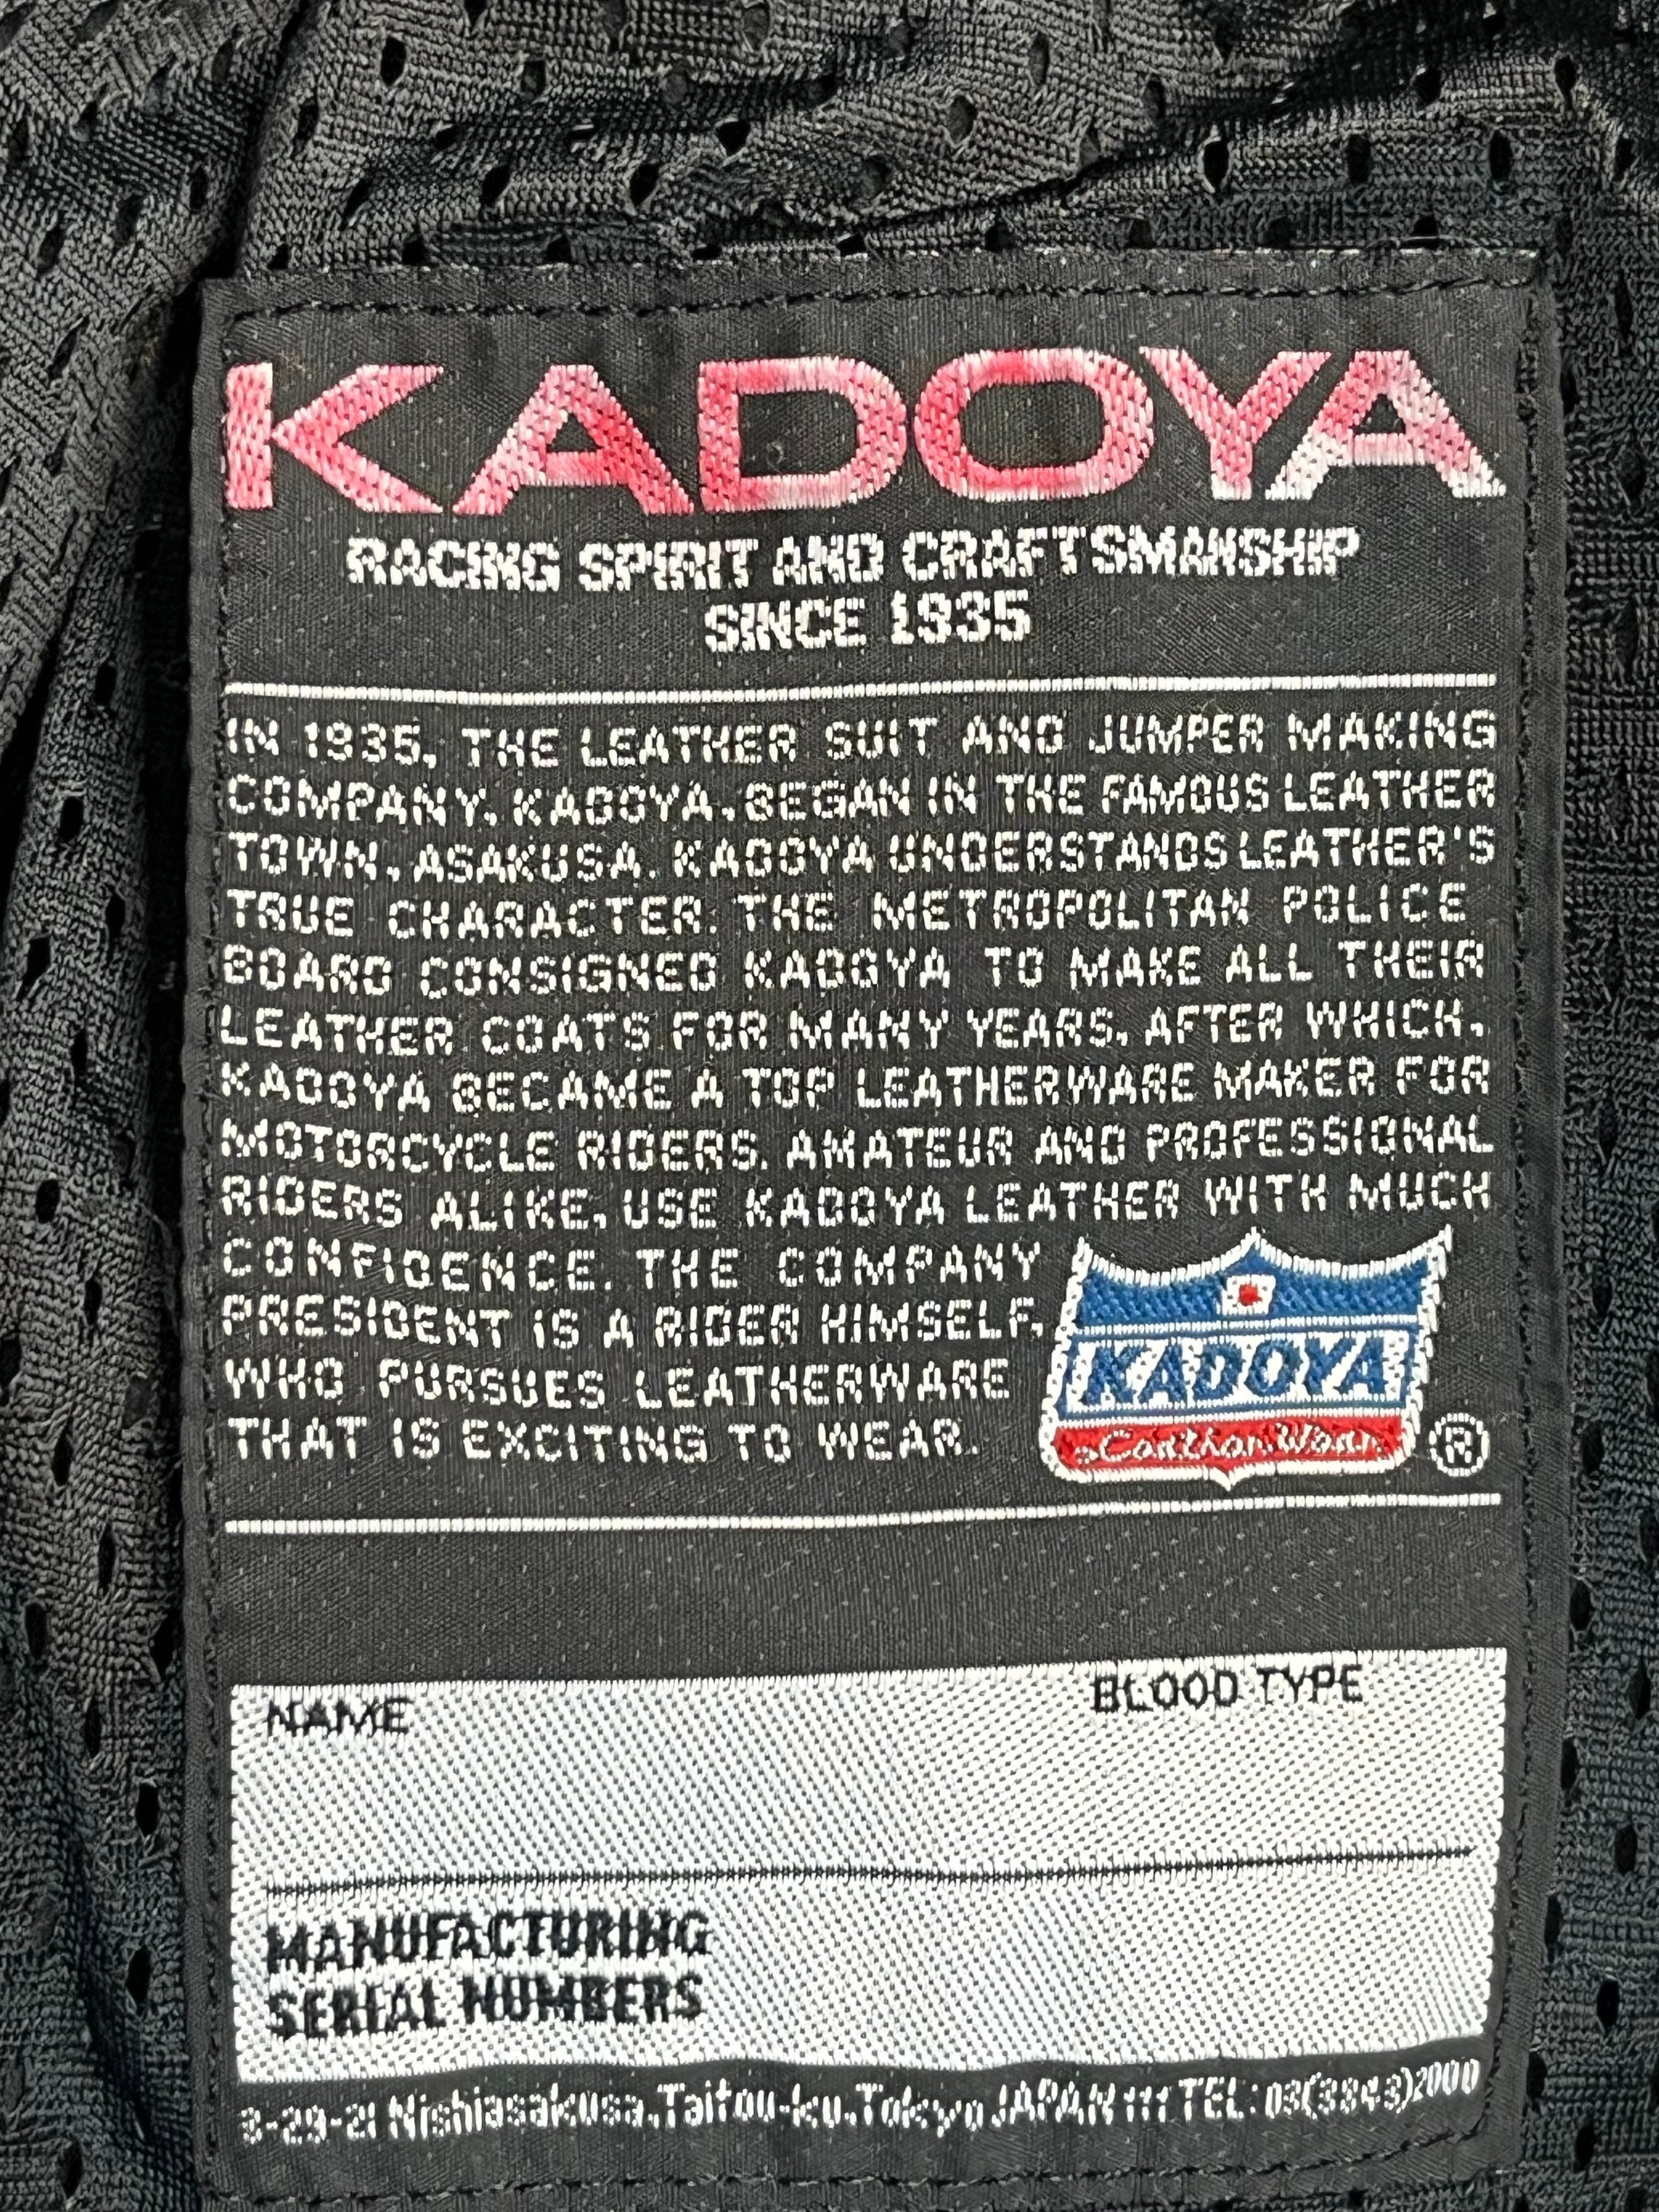 KADOYA
RACING SPIRIT AND CRAFTSMANSHIP
SINCE 1935
IN 1935, THE LEATHER SUIT AND JUMPER MAKING
COMPANY, KADOYA, BEGAN IN THE FAMOUS LEATHER
TOWN, ASAKUSA. KADOYA UNDERSTANDS LEATHER'S
TRUE CHARACTER. THE METROPOLITAN POLICE
BOARD CONSIGNED KADOYA TO MAKE ALL THEIR
LEATHER COATS FOR MANY YEARS, AFTER WHICH,
KADOYA BECAME A TOP LEATHERWARE MAKER FOR
MOTORCYCLE RIDERS. AMATEUR AND PROFESSIONAL
RIDERS ALIKE, USE KADOYA LEATHER WITH MUCH
CONFIDENCE. THE COMPANY
PRESIDENT IS A RIDER HIMSELF,
WHO PURSUES LEATHERWARE
THAT IS EXCITING TO WEAR.
KADOYA
®
NAME BLOOD TYPE
MANUFACTURING
SERIAL NUMBERS
3-29-21 Nishiasakusa, Taitou-ku, Tokyo JAPAN 111 TEL: 03(3843)2000